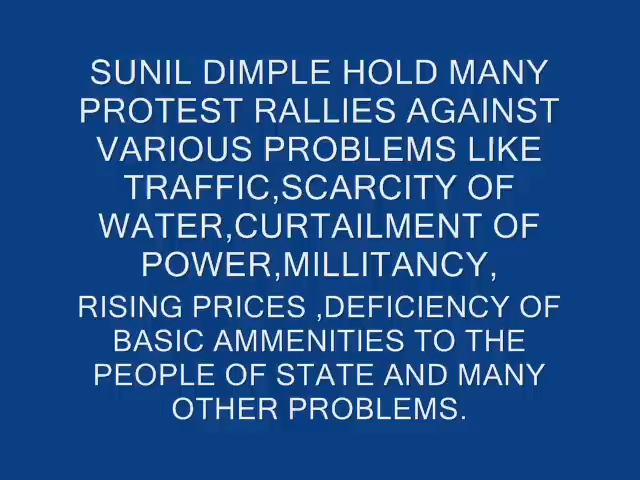 SUNIL DIMPLE HOLD MANY
PROTEST RALLIES AGAINST
VARIOUS PROBLEMS LIKE
TRAFFIC,SCARCITY OF
WATER,CURTAILMENT OF
POWER,MILLITANCY,
RISING PRICES ,DEFICIENCY OF
BASIC AMMENITIES TO THE
PEOPLE OF STATE AND MANY
OTHER PROBLEMS.